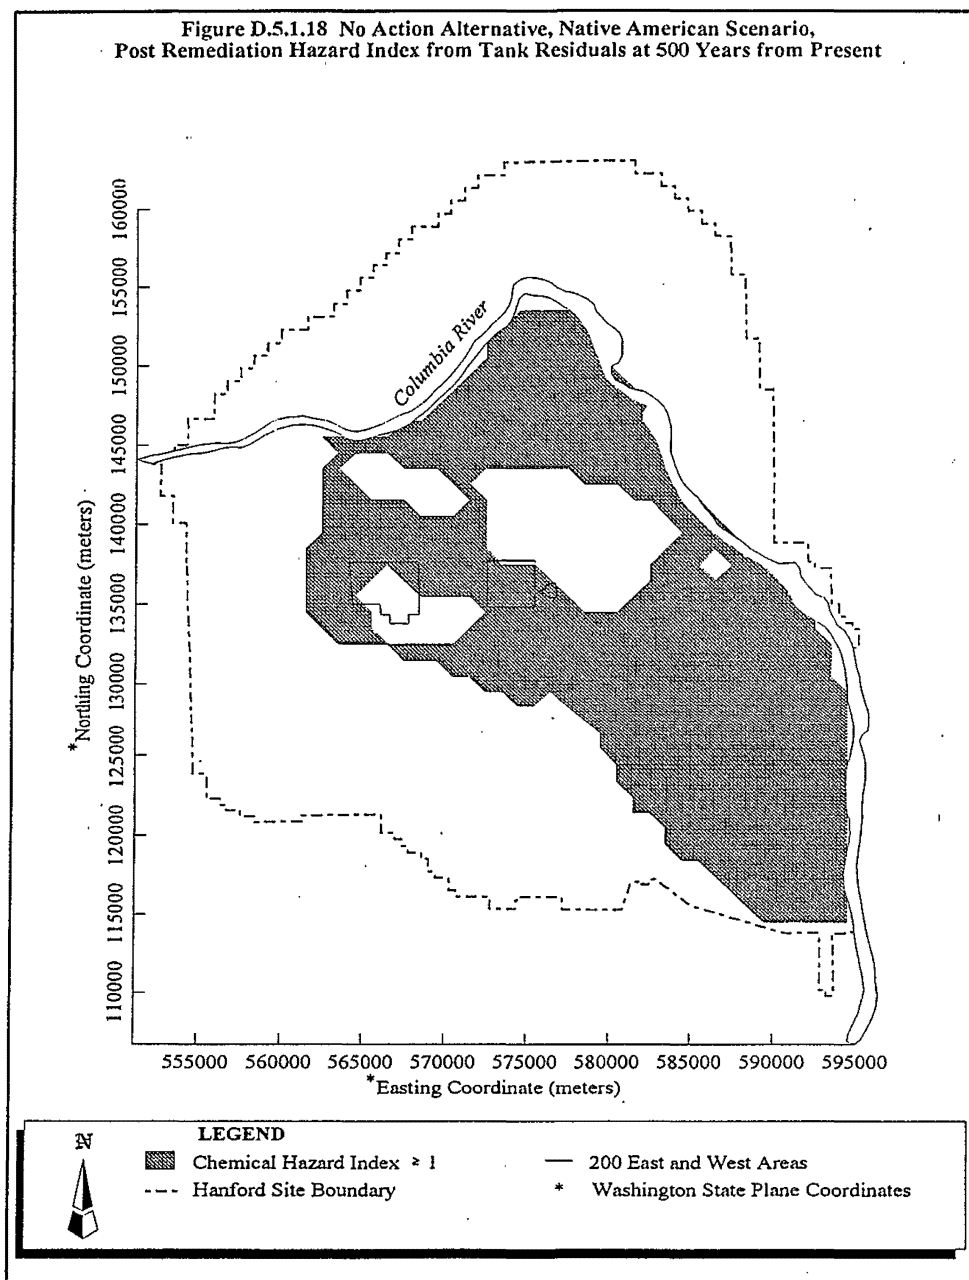 Figure D.5.1.18 No Action Alternative, Native American Scenario,
Post Remediation Hazard Index from Tank Residuals at 500 Years from Present
Columbia River
*Northing Coordinate (meters)
160000
155000
150000
145000
140000
135000
130000
125000
120000
115000
110000
555000 560000 565000 570000 575000 580000 585000 590000 595000
*Easting Coordinate (meters)
N
LEGEND
Chemical Hazard Index ≥ 1
200 East and West Areas
Hanford Site Boundary
* Washington State Plane Coordinates